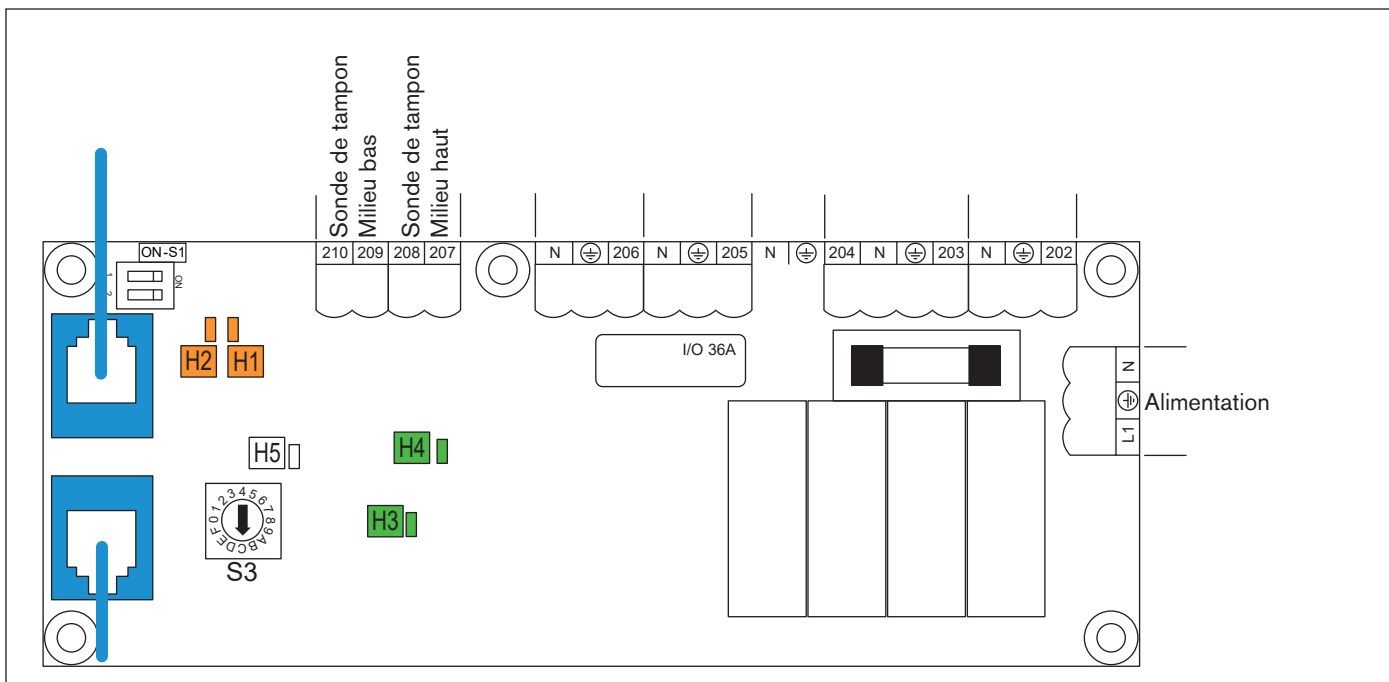 Sonde de tampon
Milieu bas
Sonde de tampon
Milieu haut
ON-S1
1
2
ON
210 209 208 207
N 206 N 205 N 204 N 203 N 202
H2 H1
I/O 36A
N
Alimentation
L1
H5
H4
H3
0123456789ABCDEF
S3